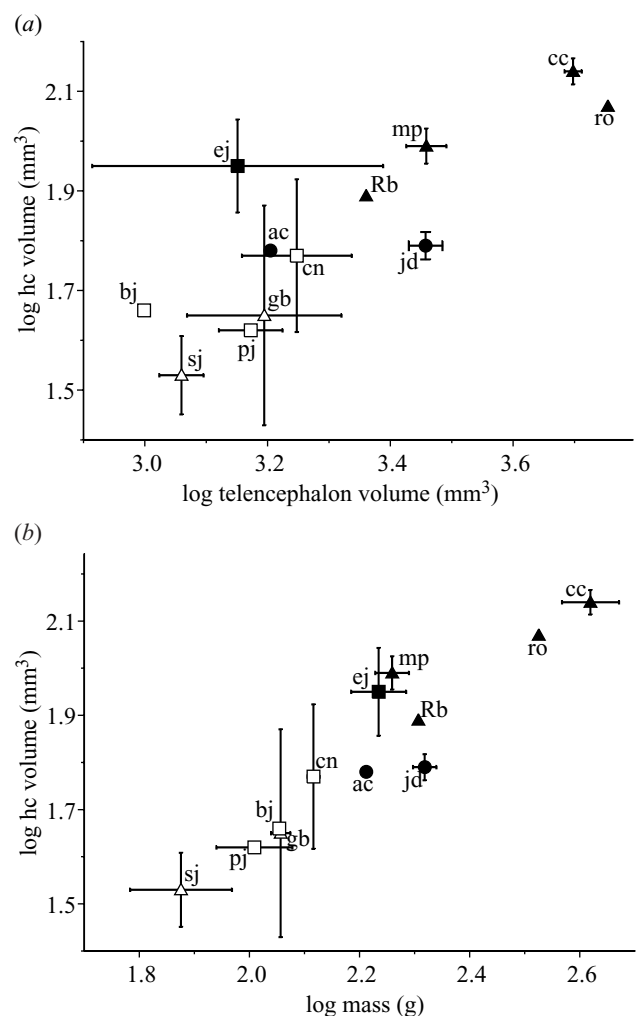 (a)
log hc volume (mm³)
2.1
1.9
1.7
1.5
cc
ro
mp
ej
Rb
ac
cn
jd
gb
bj
pj
sj
3.0 3.2 3.4 3.6
log telencephalon volume (mm³)
(b)
log hc volume (mm³)
2.1
1.9
1.7
1.5
cc
ro
mp
ej
Rb
cn
ac
jd
bj
gb
pj
sj
1.8 2.0 2.2 2.4 2.6
log mass (g)